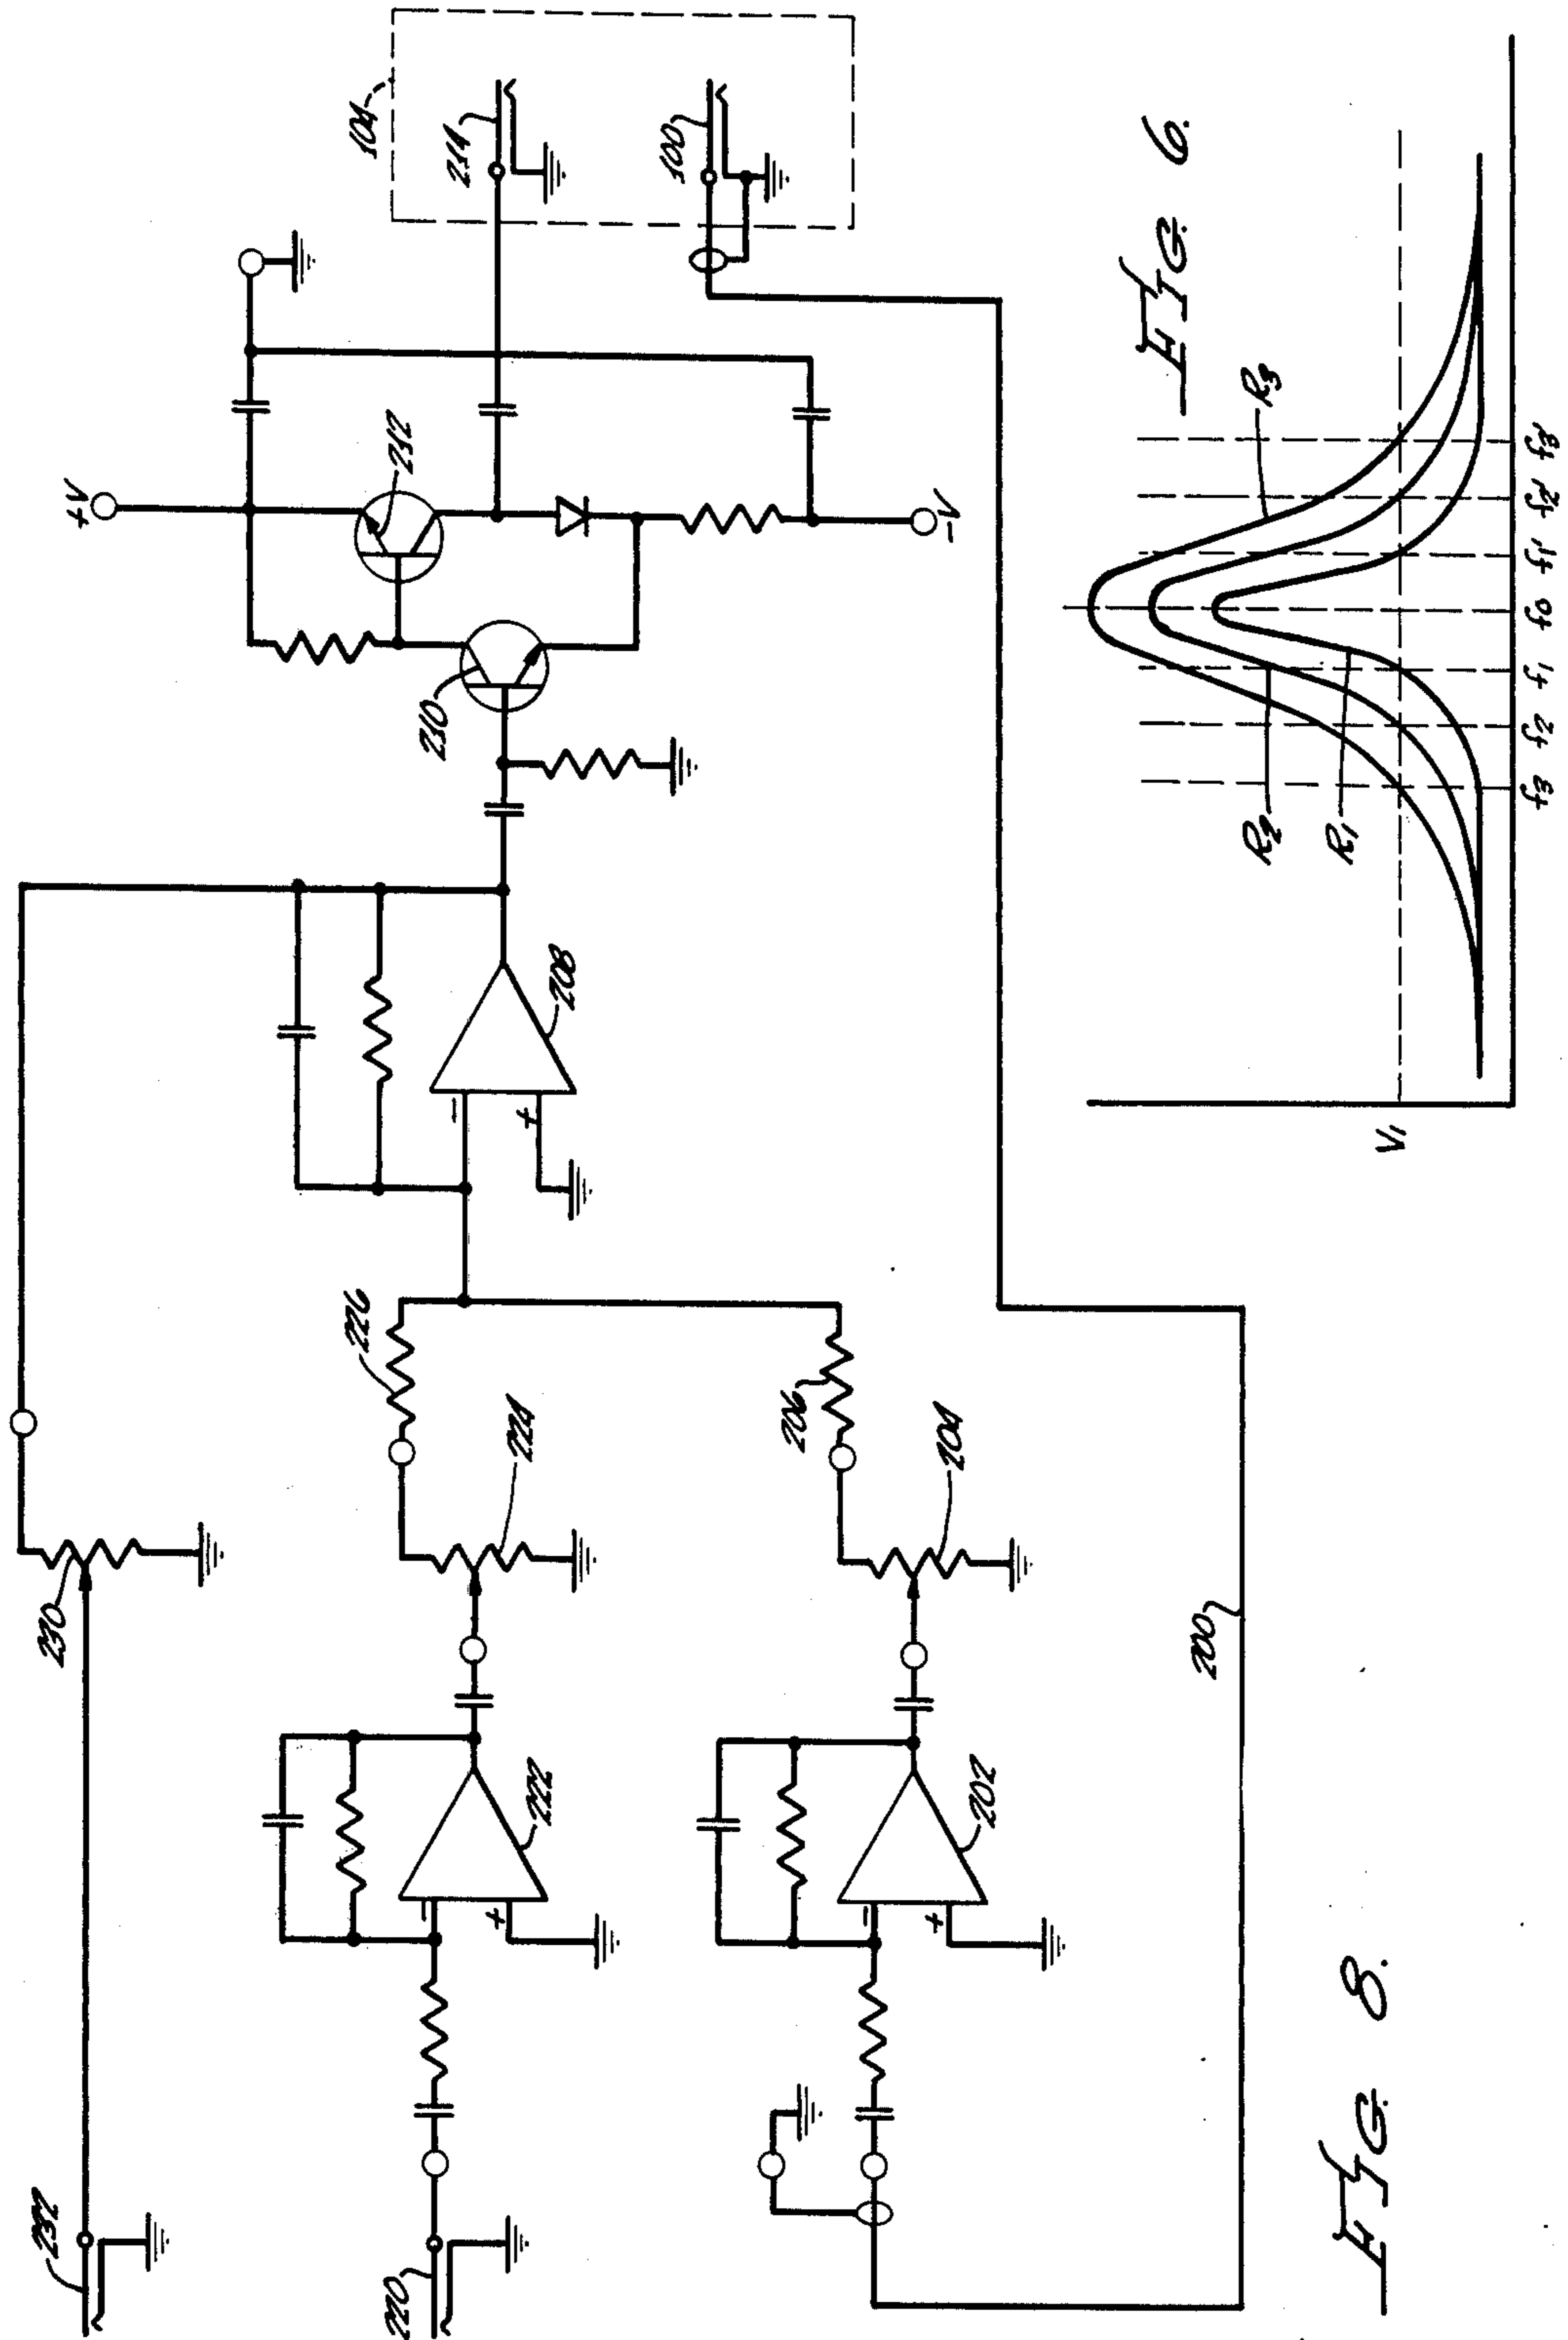 232
230
+V
220
222
224
226
-
+
208
-
+
210
212
214
104
-V
202
-
+
204
206
100
200
FIG 8.
FIG 6.
R2
R1
R3
V1
f3 f2 f1 f0 f1' f2' f3'